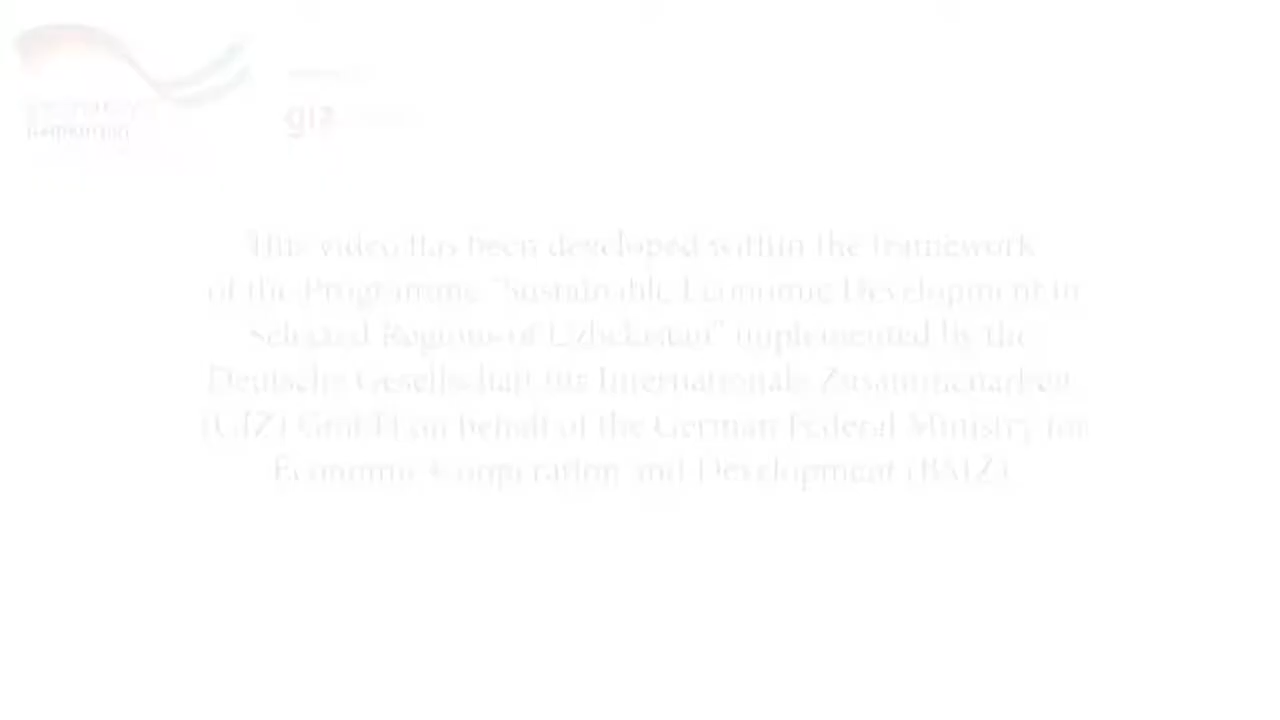 giz
This video has been developed within the framework
of the Programme "Sustainable Economic Development in
Selected Regions of Uzbekistan" implemented by the
Deutsche Gesellschaft für Internationale Zusammenarbeit
(GIZ) GmbH on behalf of the German Federal Ministry for
Economic Cooperation and Development (BMZ)